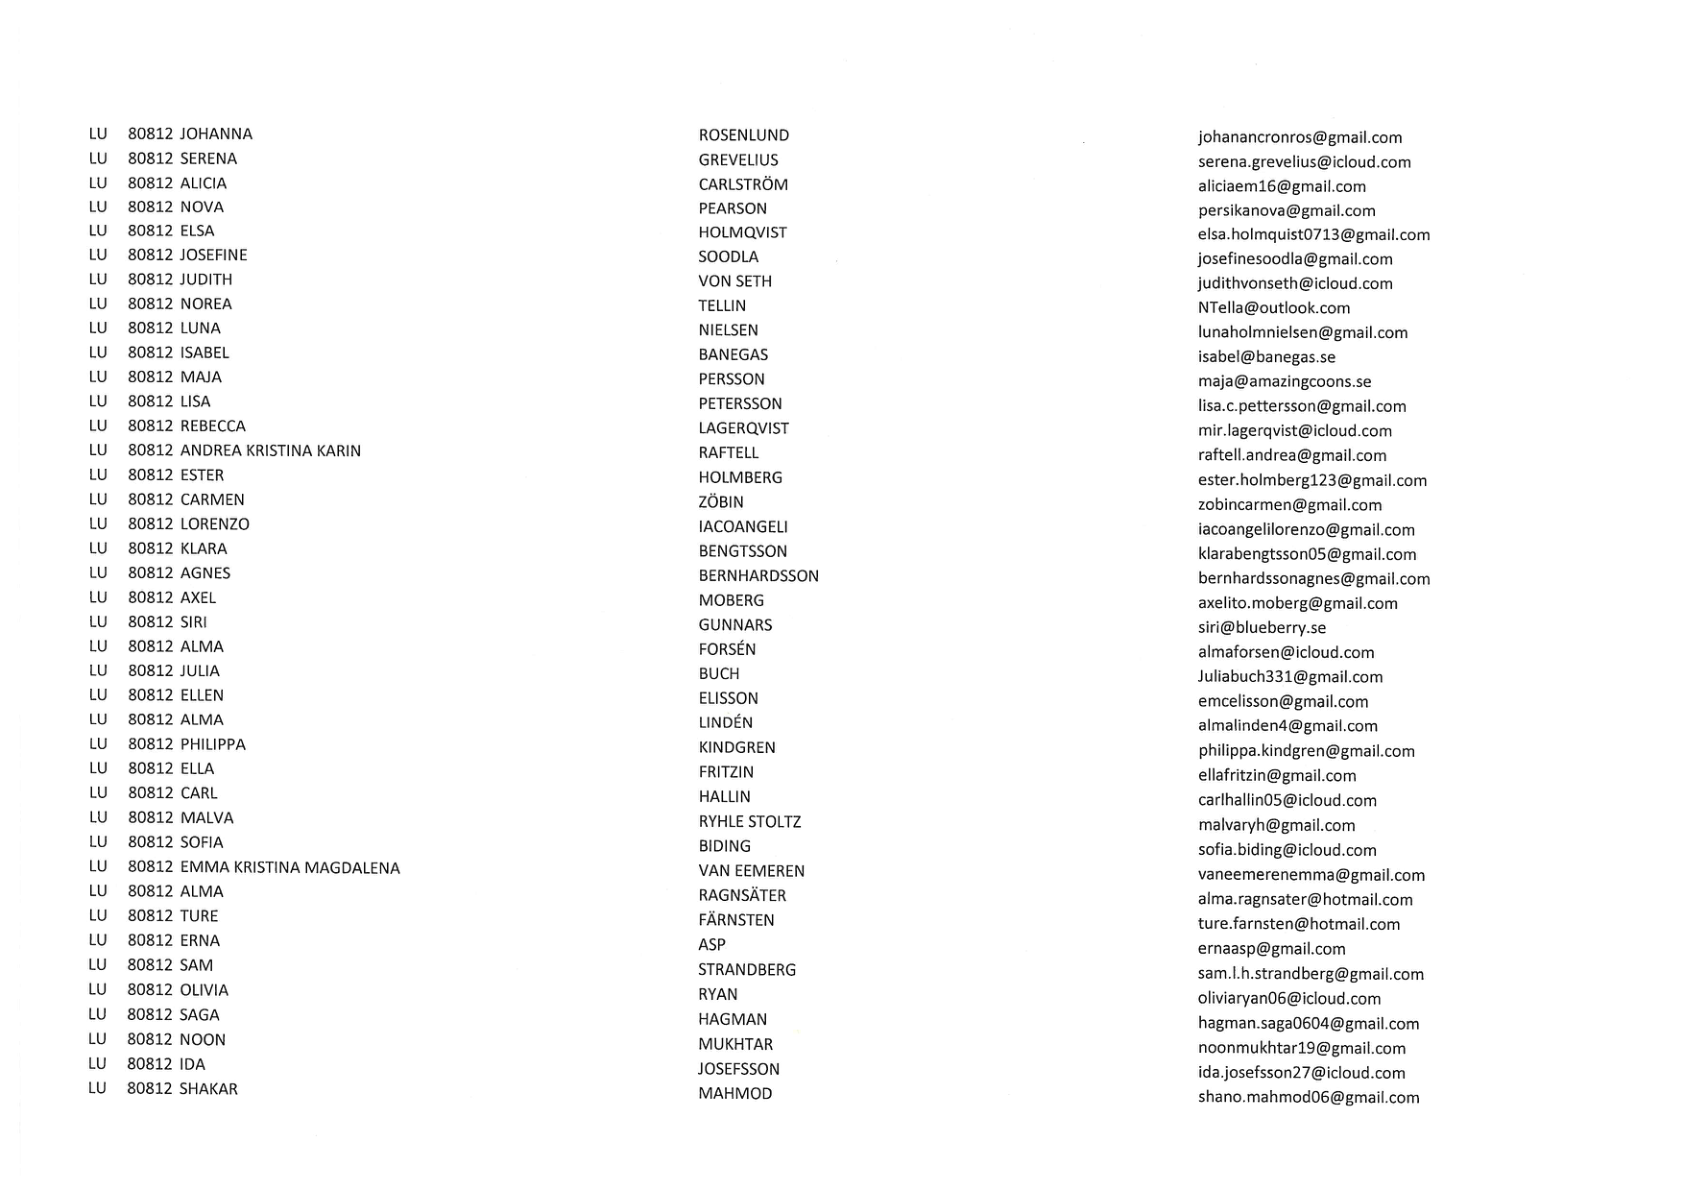 LU 80812 JOHANNA ROSENLUND johanancronros@gmail.com
LU 80812 SERENA GREVELIUS serena.grevelius@icloud.com
LU 80812 ALICIA CARLSTRÖM aliciaem16@gmail.com
LU 80812 NOVA PEARSON persikanova@gmail.com
LU 80812 ELSA HOLMQVIST elsa.holmquist0713@gmail.com
LU 80812 JOSEFINE SOODLA josefinesoodla@gmail.com
LU 80812 JUDITH VON SETH judithvonseth@icloud.com
LU 80812 NOREA TELLIN NTella@outlook.com
LU 80812 LUNA NIELSEN lunaholmnielsen@gmail.com
LU 80812 ISABEL BANEGAS isabel@banegas.se
LU 80812 MAJA PERSSON maja@amazingcoons.se
LU 80812 LISA PETERSSON lisa.c.pettersson@gmail.com
LU 80812 REBECCA LAGERQVIST mir.lagerqvist@icloud.com
LU 80812 ANDREA KRISTINA KARIN RAFTELL raftell.andrea@gmail.com
LU 80812 ESTER HOLMBERG ester.holmberg123@gmail.com
LU 80812 CARMEN ZÖBIN zobincarmen@gmail.com
LU 80812 LORENZO IACOANGELI iacoangelilorenzo@gmail.com
LU 80812 KLARA BENGTSSON klarabengtsson05@gmail.com
LU 80812 AGNES BERNHARDSSON bernhardssonagnes@gmail.com
LU 80812 AXEL MOBERG axelito.moberg@gmail.com
LU 80812 SIRI GUNNARS siri@blueberry.se
LU 80812 ALMA FORSÉN almaforsen@icloud.com
LU 80812 JULIA BUCH Juliabuch331@gmail.com
LU 80812 ELLEN ELISSON emcelisson@gmail.com
LU 80812 ALMA LINDÉN almalinden4@gmail.com
LU 80812 PHILIPPA KINDGREN philippa.kindgren@gmail.com
LU 80812 ELLA FRITZIN ellafritzin@gmail.com
LU 80812 CARL HALLIN carlhallin05@icloud.com
LU 80812 MALVA RYHLE STOLTZ malvaryh@gmail.com
LU 80812 SOFIA BIDING sofia.biding@icloud.com
LU 80812 EMMA KRISTINA MAGDALENA VAN EEMEREN vaneemerenemma@gmail.com
LU 80812 ALMA RAGNSÄTER alma.ragnsater@hotmail.com
LU 80812 TURE FÄRNSTEN ture.farnsten@hotmail.com
LU 80812 ERNA ASP ernaasp@gmail.com
LU 80812 SAM STRANDBERG sam.l.h.strandberg@gmail.com
LU 80812 OLIVIA RYAN oliviaryan06@icloud.com
LU 80812 SAGA HAGMAN hagman.saga0604@gmail.com
LU 80812 NOON MUKHTAR noonmukhtar19@gmail.com
LU 80812 IDA JOSEFSSON ida.josefsson27@icloud.com
LU 80812 SHAKAR MAHMOD shano.mahmod06@gmail.com